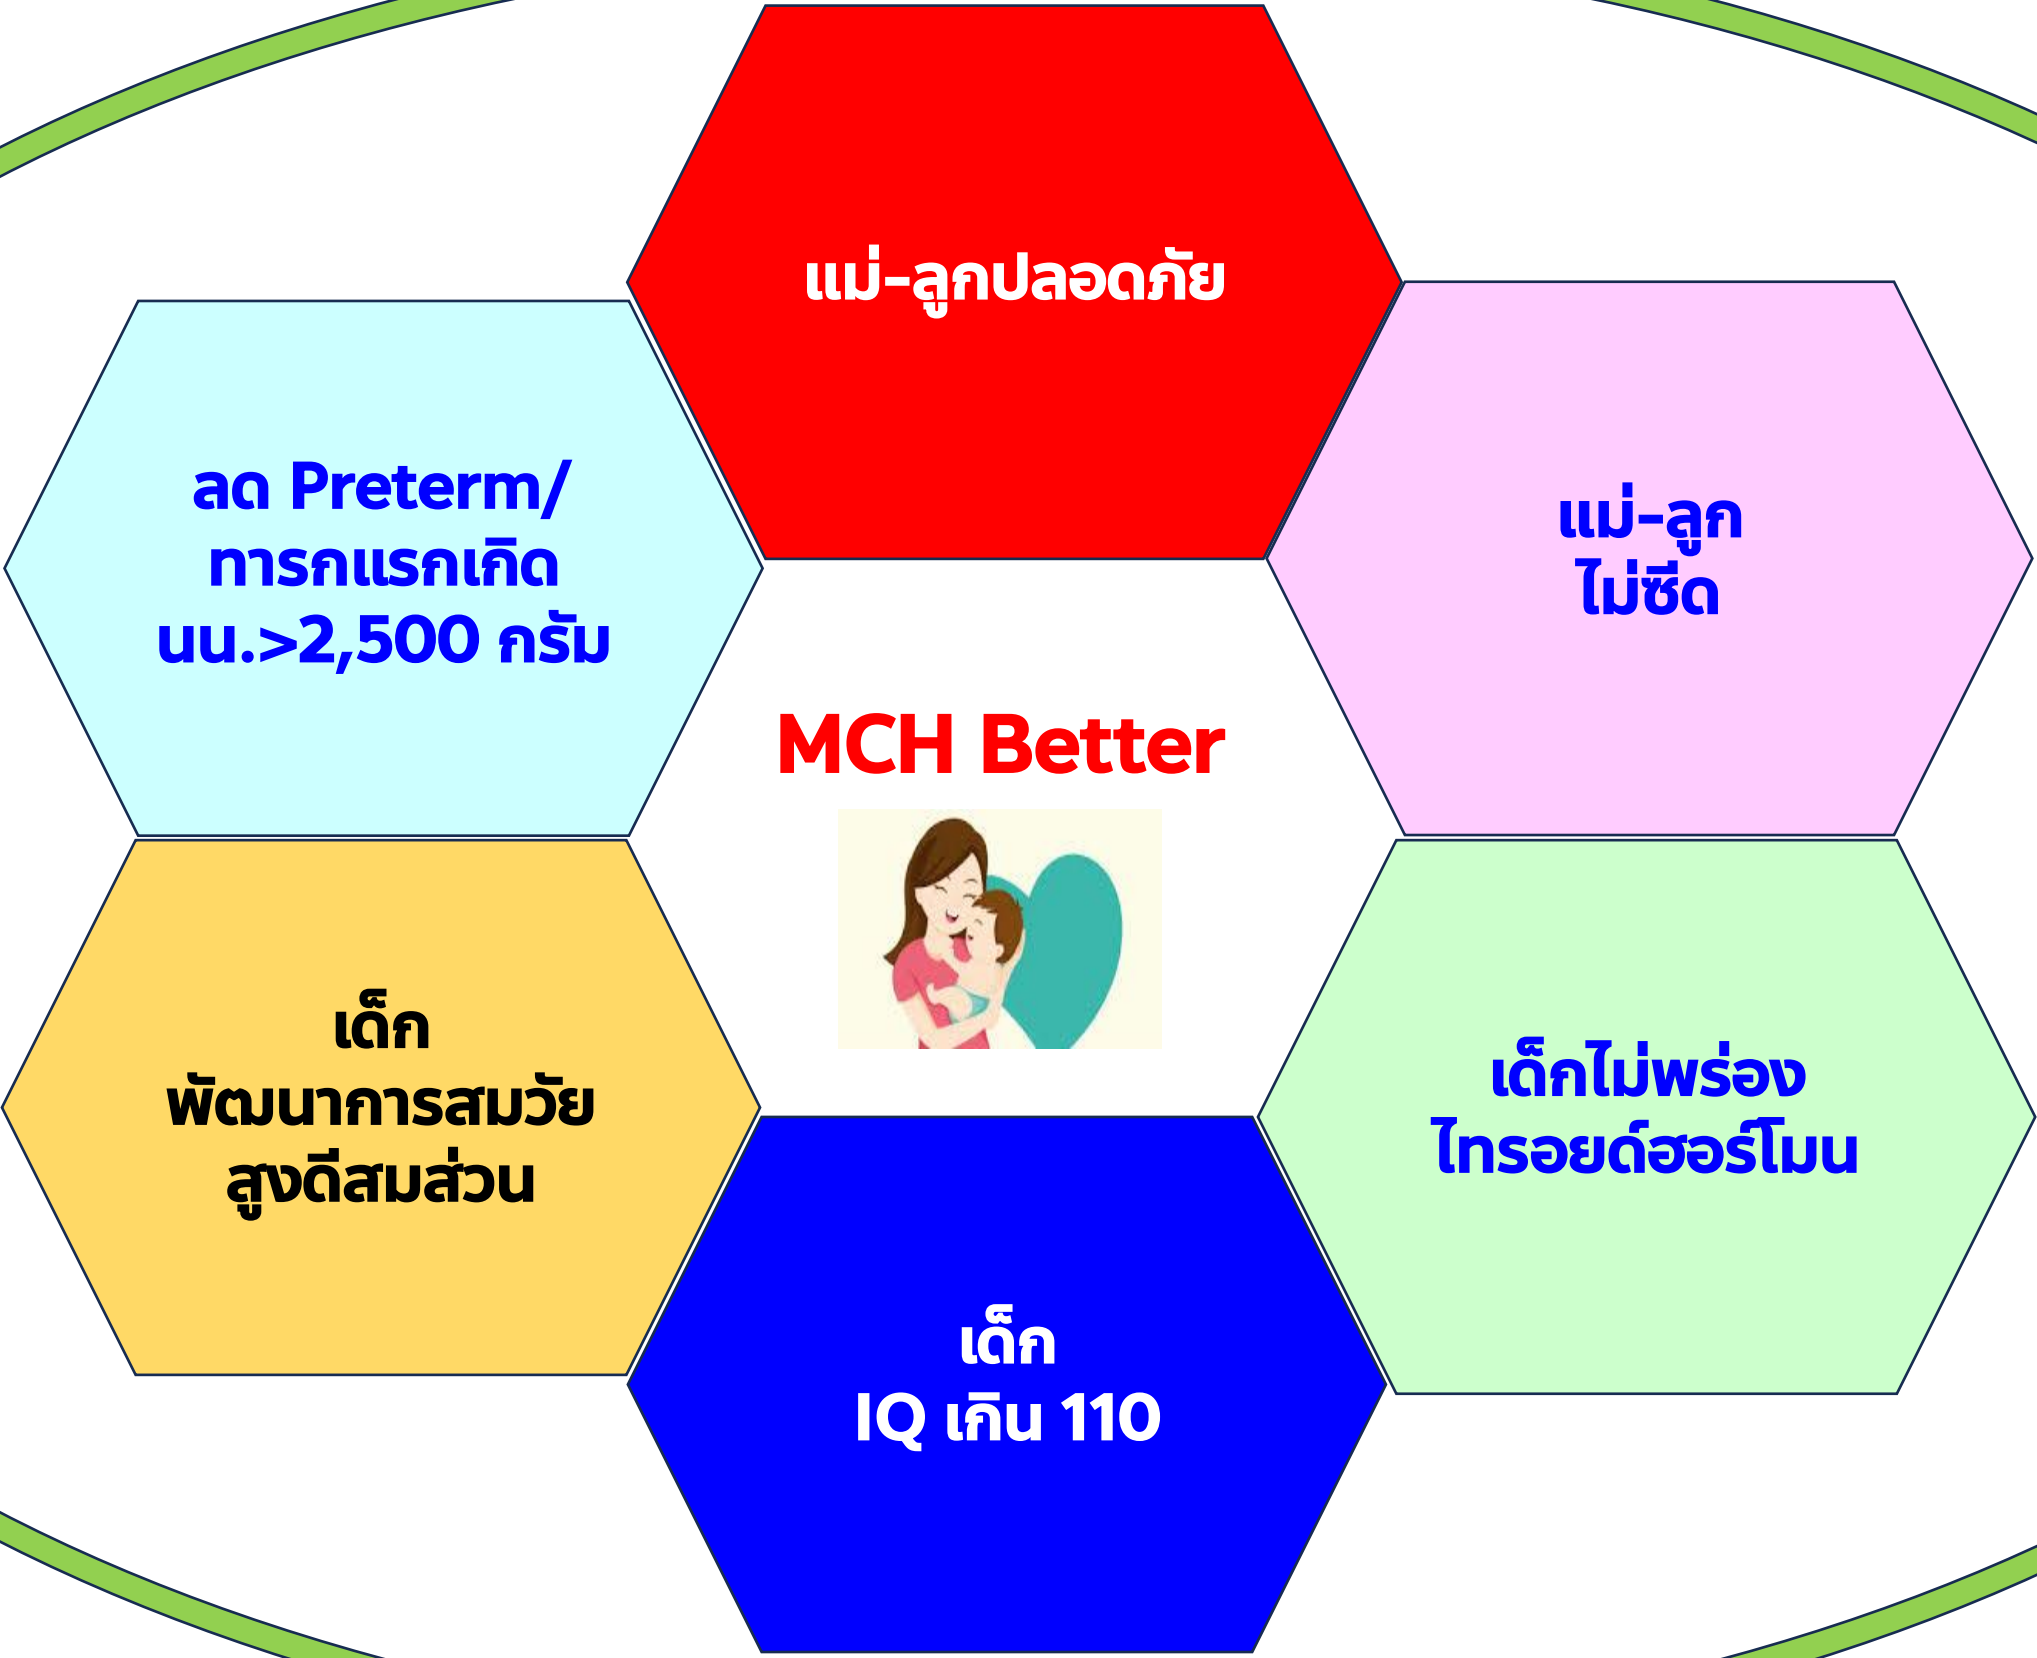 แม่-ลูกปลอดภัย
ลด Preterm/
ทารกแรกเกิด
นน.>2,500 กรัม
แม่-ลูก
ไม่ซีด
MCH Better
เด็ก
พัฒนาการสมวัย
สูงดีสมส่วน
เด็กไม่พร่อง
ไทรอยด์ฮอร์โมน
เด็ก
IQ เกิน 110